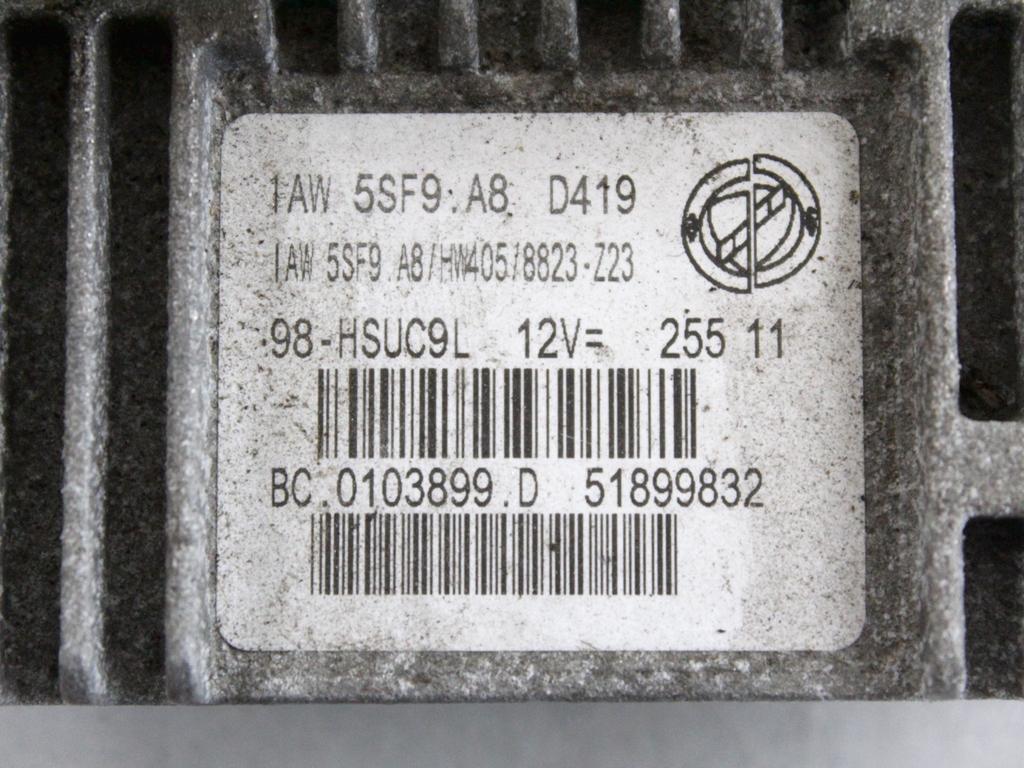 IAW 5SF9.A8 D419
IAW 5SF9.A8/HW405/8823-Z23
98-HSUC9L 12V= 255 11
BC.0103899.D 51899832